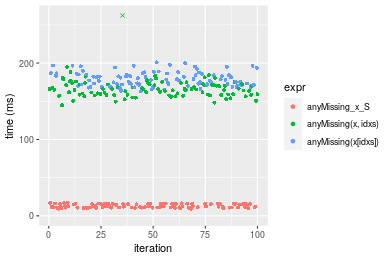 200
100
0
time (ms)
0
25
50
75
100
iteration
expr
anyMissing_x_S
anyMissing(x, idxs)
anyMissing(x[idxs])